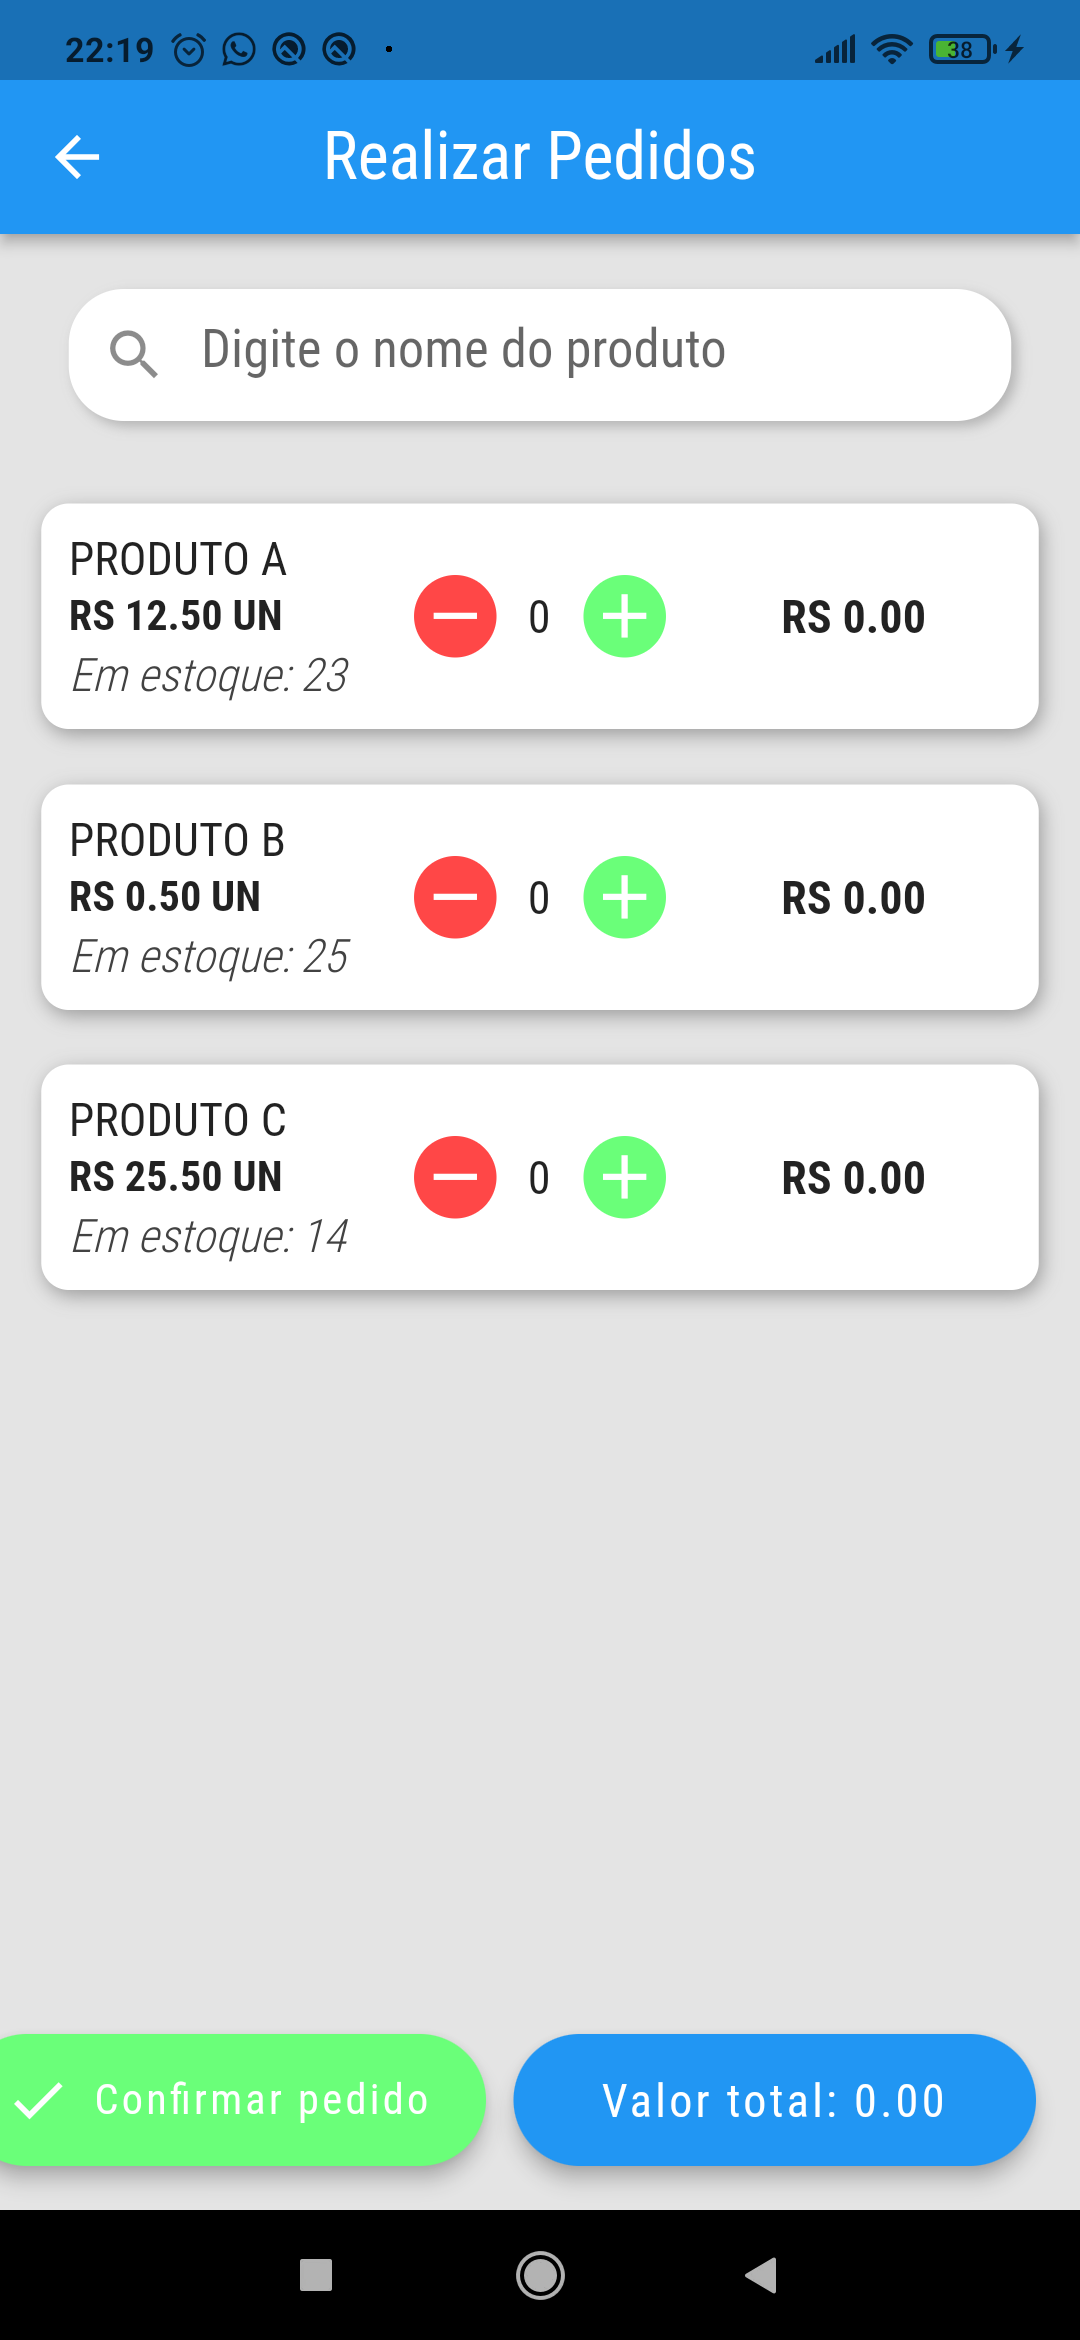 22:19
38
Realizar Pedidos
Digite o nome do produto
PRODUTO A
RS 12.50 UN
Em estoque: 23
0
RS 0.00
PRODUTO B
RS 0.50 UN
Em estoque: 25
0
RS 0.00
PRODUTO C
RS 25.50 UN
Em estoque: 14
0
RS 0.00
Confirmar pedido
Valor total: 0.00